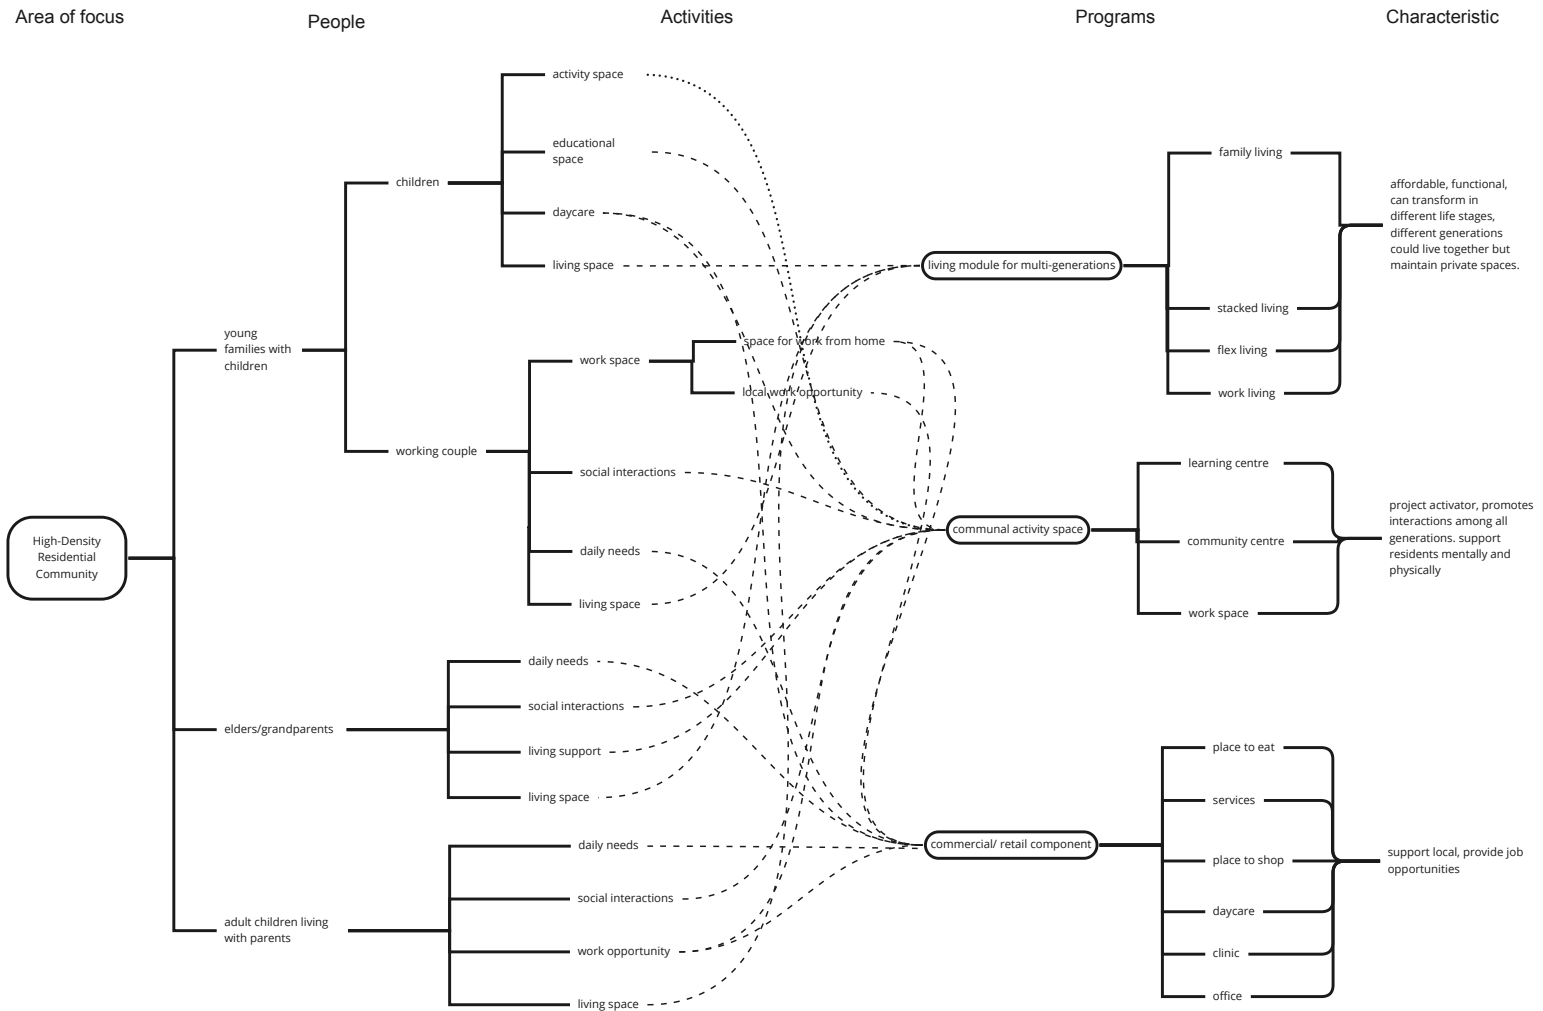 Area of focus
People
Activities
Programs
Characteristic
High-Density
Residential
Community
young
families with
children
elders/grandparents
adult children living
with parents
children
working couple
activity space
educational
space
daycare
living space
work space
space for work from home
local work opportunity
social interactions
daily needs
living space
daily needs
social interactions
living support
living space
daily needs
social interactions
work opportunity
living space
living module for multi-generations
communal activity space
commercial/ retail component
family living
stacked living
flex living
work living
learning centre
community centre
work space
place to eat
services
place to shop
daycare
clinic
office
affordable, functional,
can transform in
different life stages,
different generations
could live together but
maintain private spaces.
project activator, promotes
interactions among all
generations. support
residents mentally and
physically
support local, provide job
opportunities